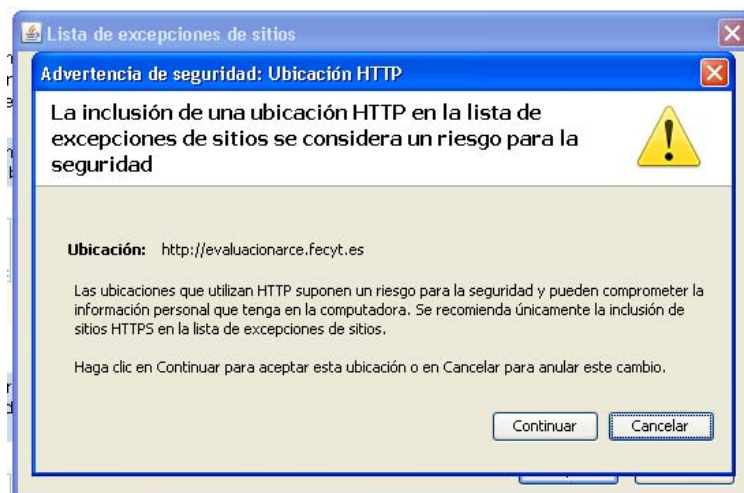 Lista de excepciones de sitios
Advertencia de seguridad: Ubicación HTTP
La inclusión de una ubicación HTTP en la lista de
excepciones de sitios se considera un riesgo para la
seguridad
Ubicación: http://evaluacionarce.fecyt.es
Las ubicaciones que utilizan HTTP suponen un riesgo para la seguridad y pueden comprometer la
información personal que tenga en la computadora. Se recomienda únicamente la inclusión de
sitios HTTPS en la lista de excepciones de sitios.
Haga clic en Continuar para aceptar esta ubicación o en Cancelar para anular este cambio.
Continuar Cancelar